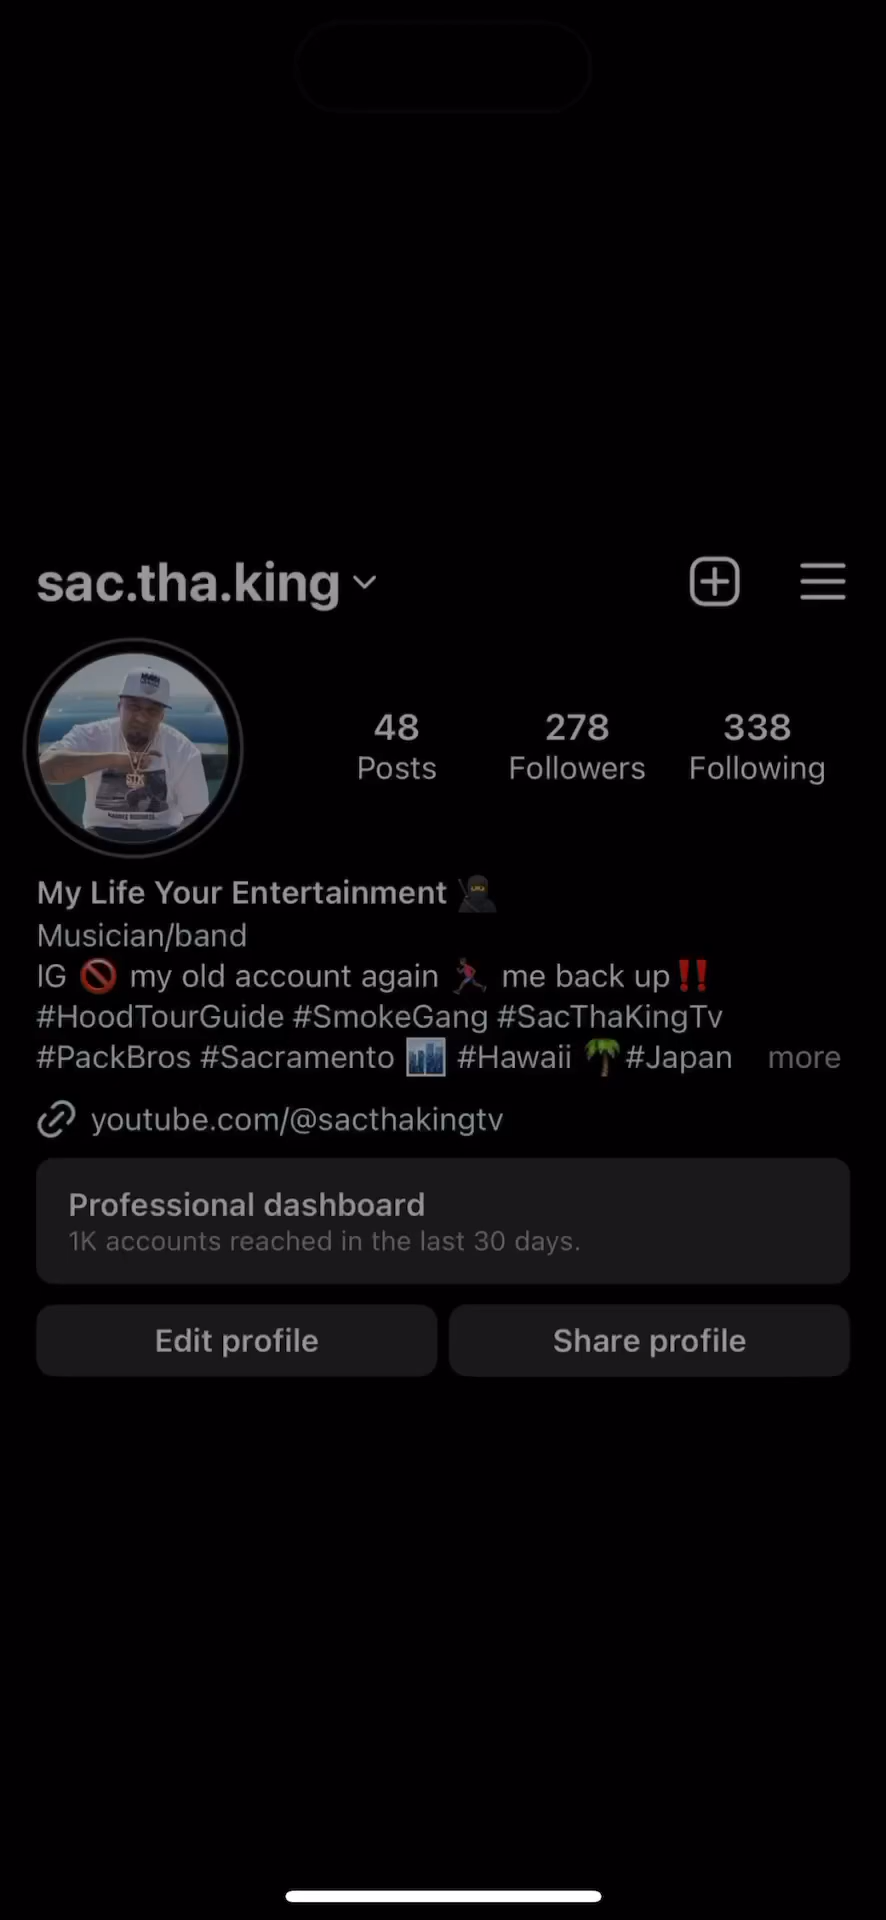 sac.tha.king
48 278 338
Posts Followers Following
My Life Your Entertainment 🥷
Musician/band
IG 🚫 my old account again 🏃🏾‍♂️ me back up‼️
#HoodTourGuide #SmokeGang #SacThaKingTv
#PackBros #Sacramento 🏙️ #Hawaii 🌴#Japan more
youtube.com/@sacthakingtv
Professional dashboard
1K accounts reached in the last 30 days.
Edit profile Share profile